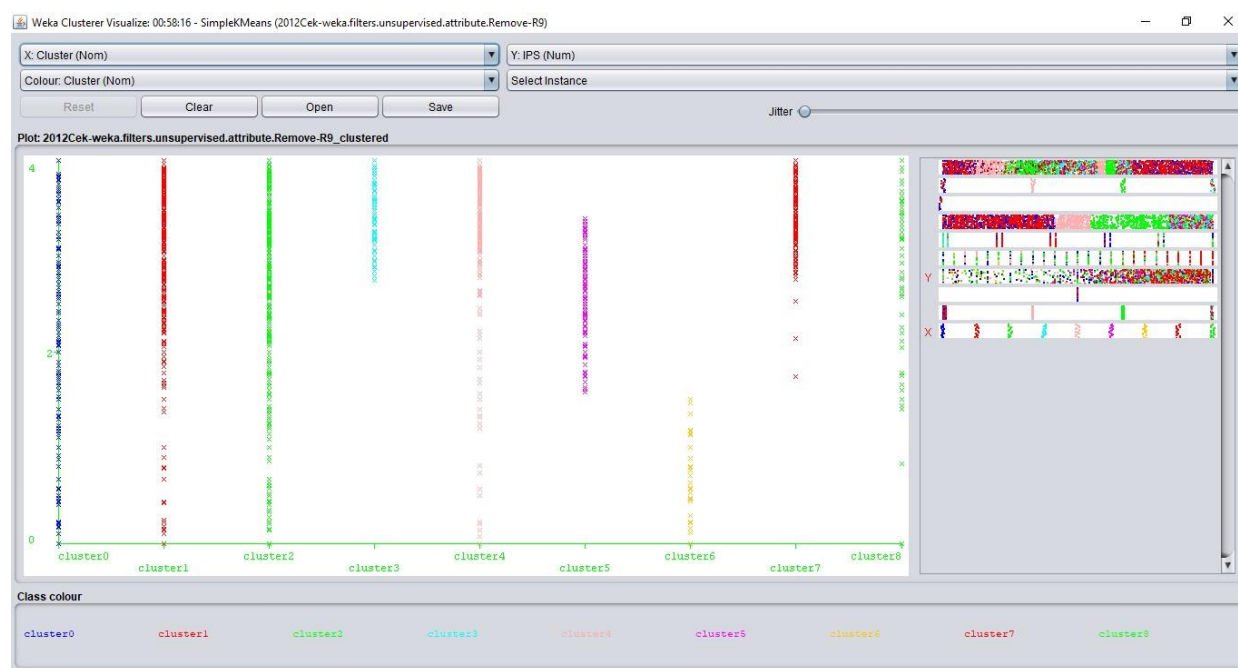 Weka Clusterer Visualize: 00:58:16 - SimpleKMeans (2012Cek-weka.filters.unsupervised.attribute.Remove-R9)
X: Cluster (Nom) Y: IPS (Num)
Colour: Cluster (Nom) Select Instance
Reset Clear Open Save Jitter
Plot: 2012Cek-weka.filters.unsupervised.attribute.Remove-R9_clustered
4
Y
X
2
0
cluster0 cluster2 cluster4 cluster6 cluster8
cluster1 cluster3 cluster5 cluster7
Class colour
cluster0 cluster1 cluster2 cluster3 cluster4 cluster5 cluster6 cluster7 cluster8